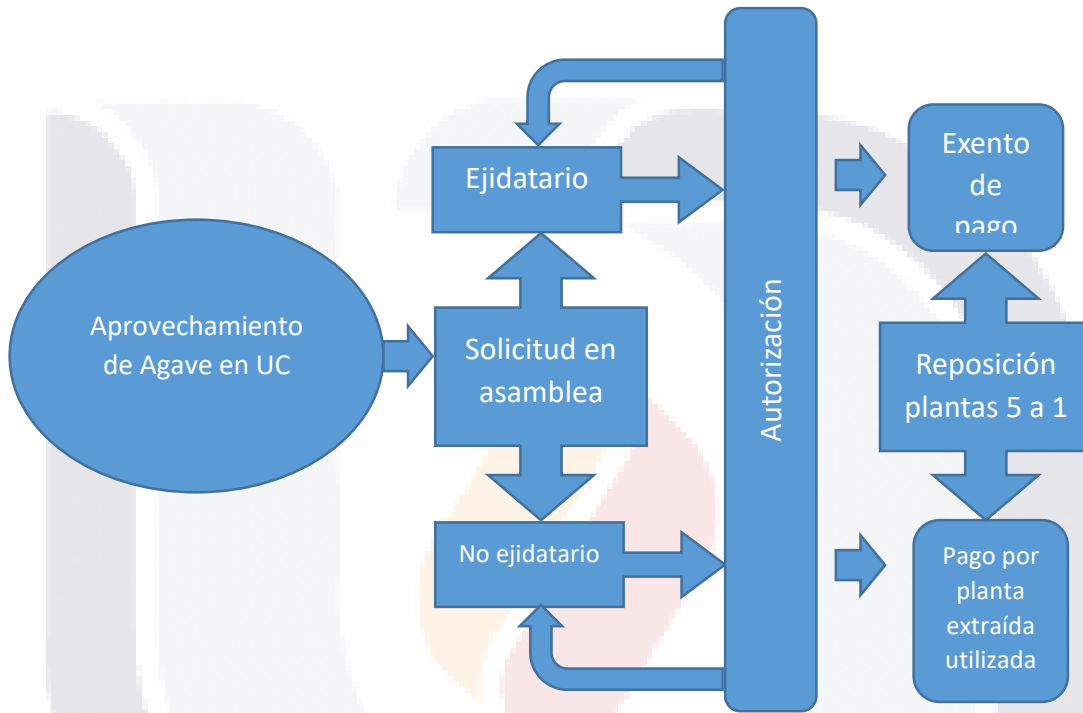 Aprovechamiento
de Agave en UC
Ejidatario
Solicitud en
asamblea
No ejidatario
Autorización
Exento
de
pago
Reposición
plantas 5 a 1
Pago por
planta
extraída
utilizada